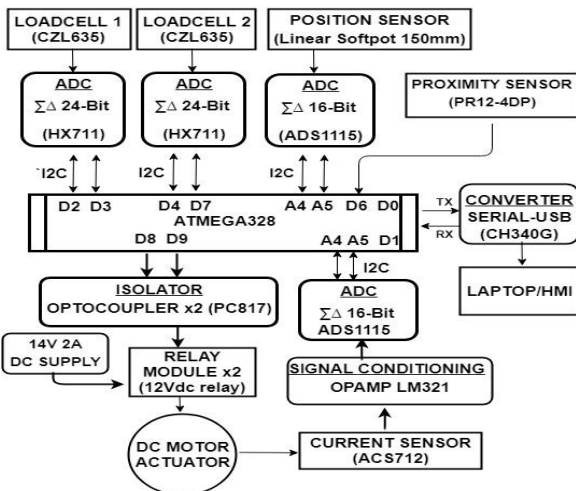 LOADCELL 1
(CZL635)
LOADCELL 2
(CZL635)
POSITION SENSOR
(Linear Softpot 150mm)
ADC
∑∆ 24-Bit
(HX711)
ADC
∑∆ 24-Bit
(HX711)
ADC
∑∆ 16-Bit
(ADS1115)
PROXIMITY SENSOR
(PR12-4DP)
`I2C
I2C
I2C
D2 D3 D4 D7 A4 A5 D6 D0
ATMEGA328
D8 D9 A4 A5 D1
TX
RX
CONVERTER
SERIAL-USB
(CH340G)
I2C
ISOLATOR
OPTOCOUPLER x2 (PC817)
ADC
∑∆ 16-Bit
ADS1115
LAPTOP/HMI
14V 2A
DC SUPPLY
RELAY
MODULE x2
(12Vdc relay)
SIGNAL CONDITIONING
OPAMP LM321
DC MOTOR
ACTUATOR
CURRENT SENSOR
(ACS712)